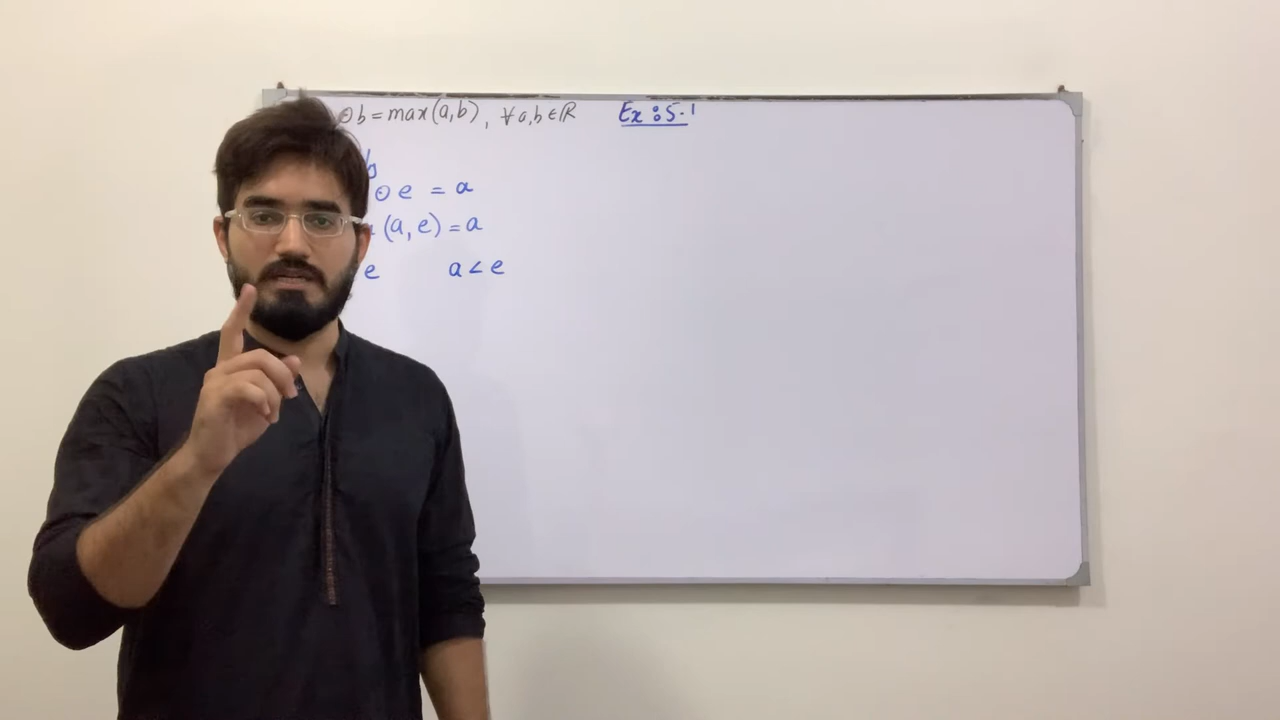 ⊙ b = max(a,b) , ∀ a,b ∈ ℝ Ex : 5.1
b
⊙ e = a
(a, e) = a
e a < e